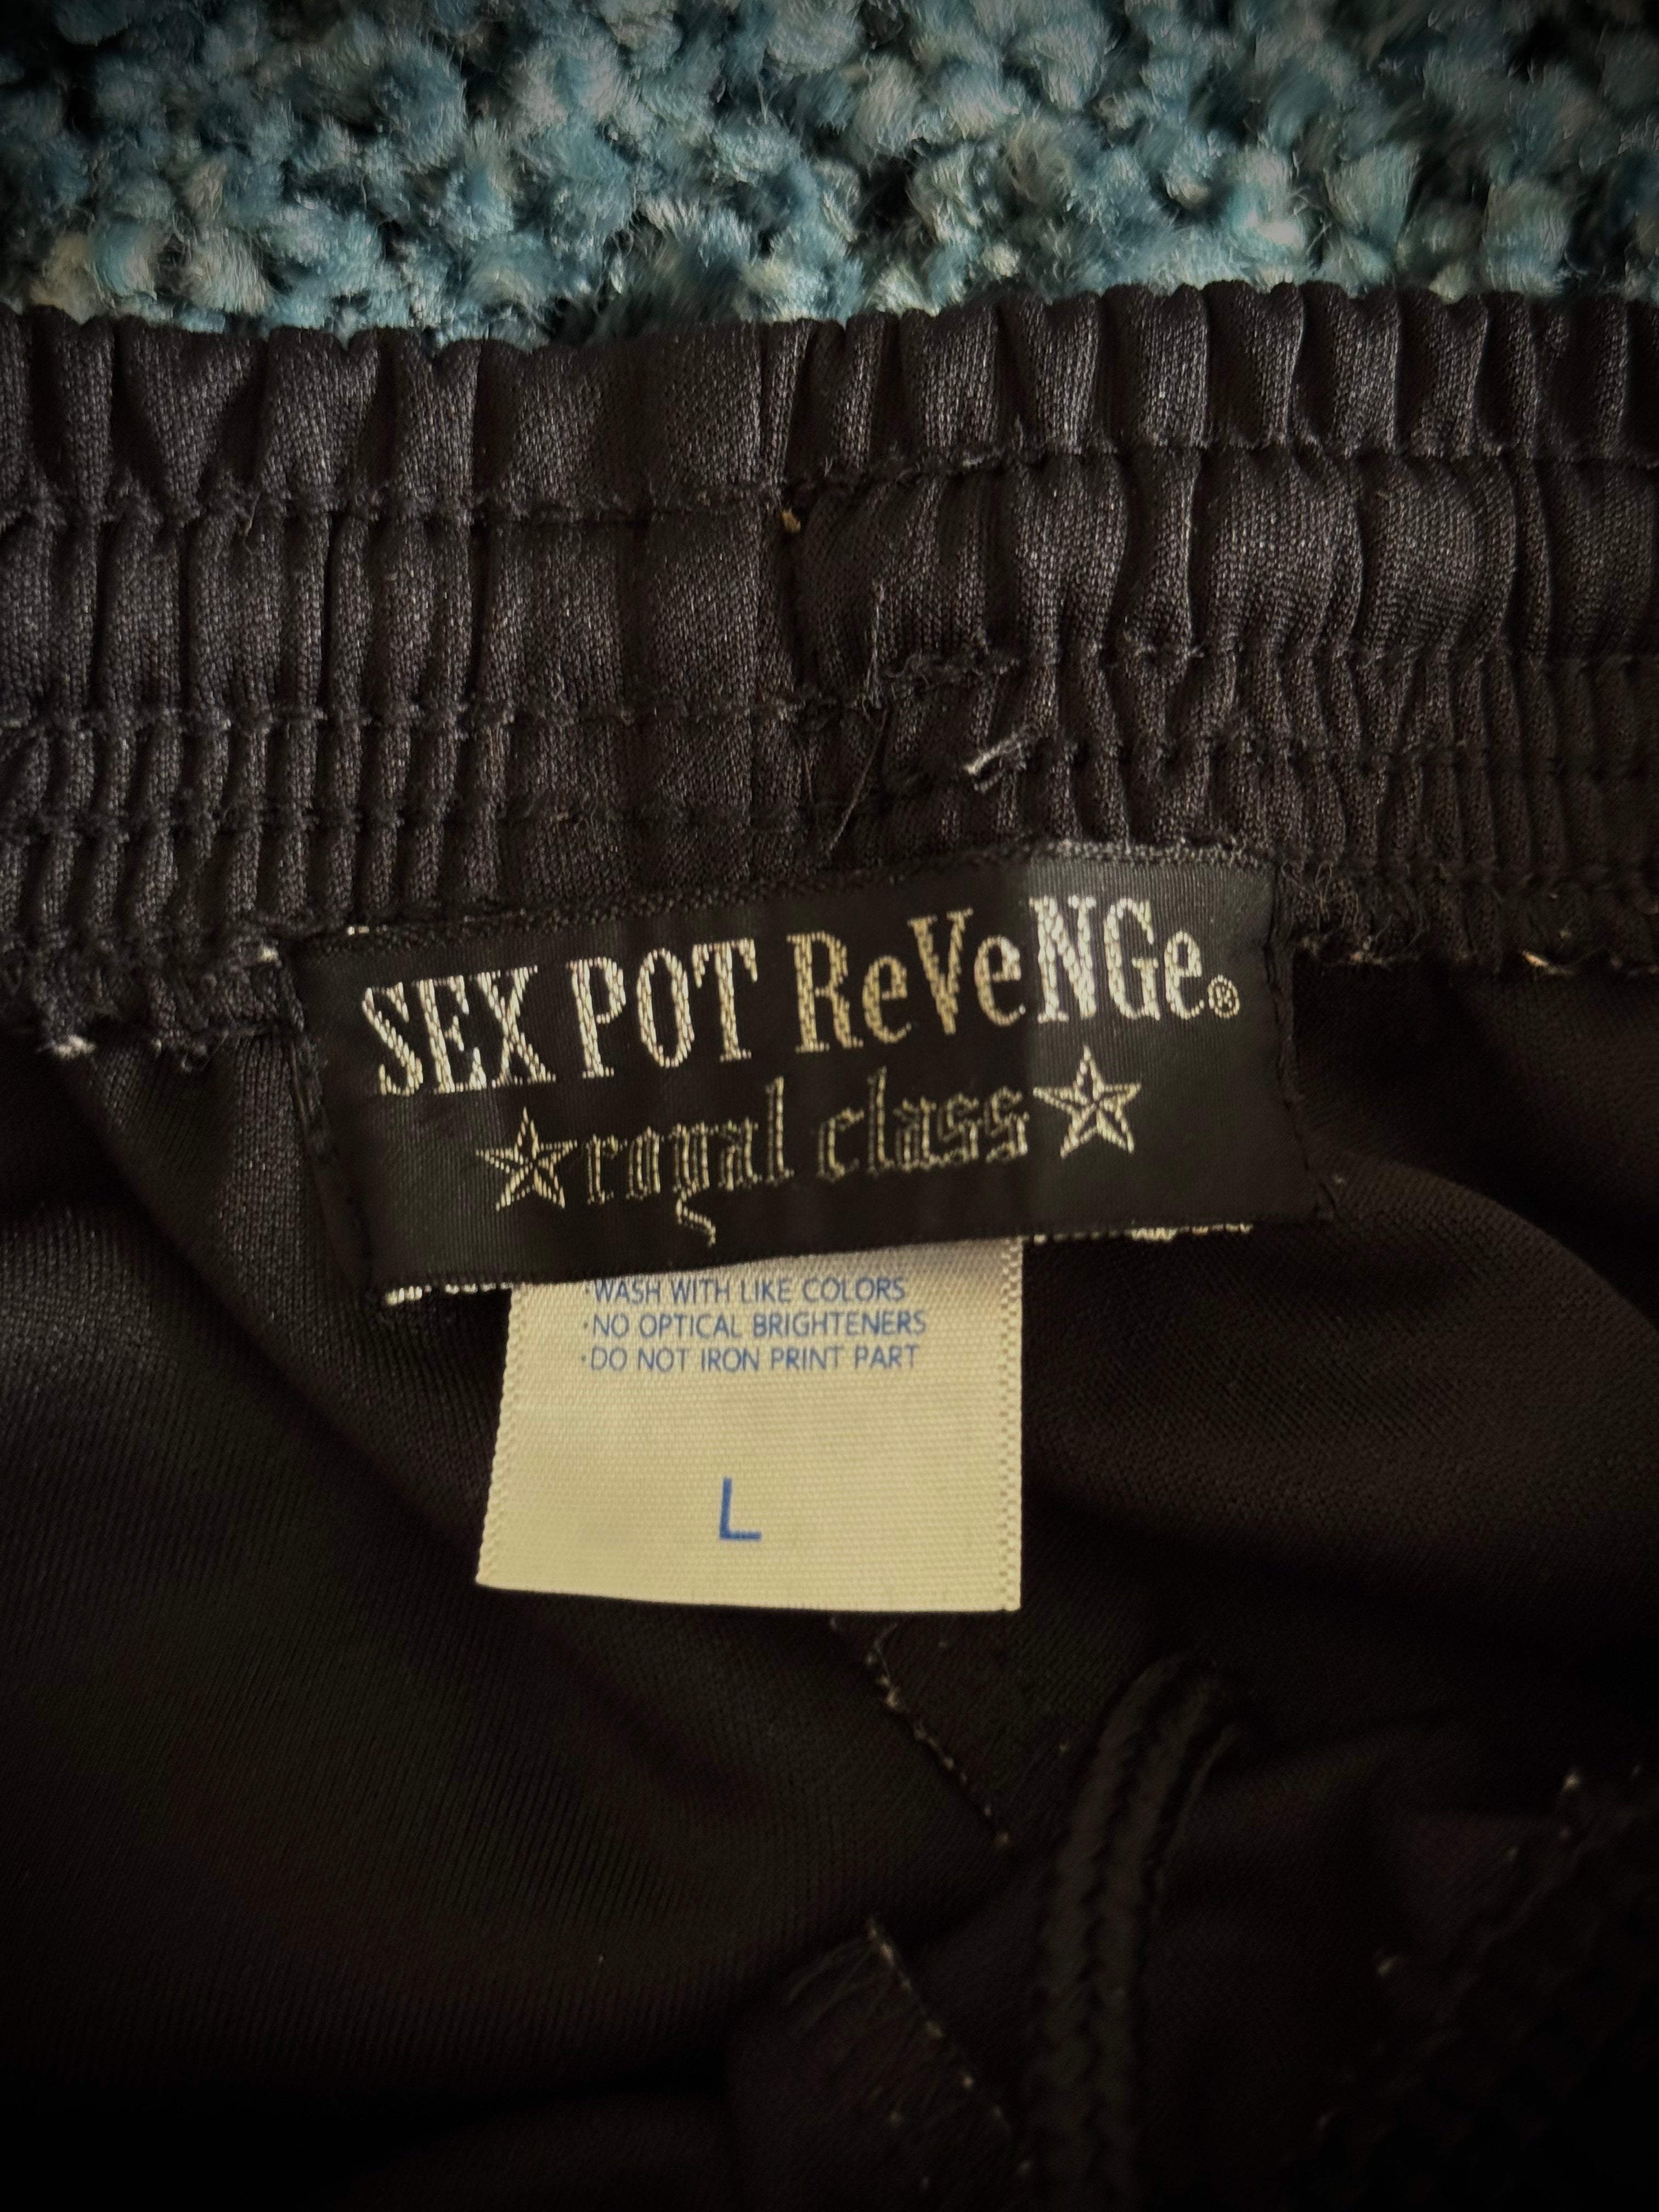 SEX POT ReVeNGe®
★royal class★
·WASH WITH LIKE COLORS
·NO OPTICAL BRIGHTENERS
·DO NOT IRON PRINT PART
L